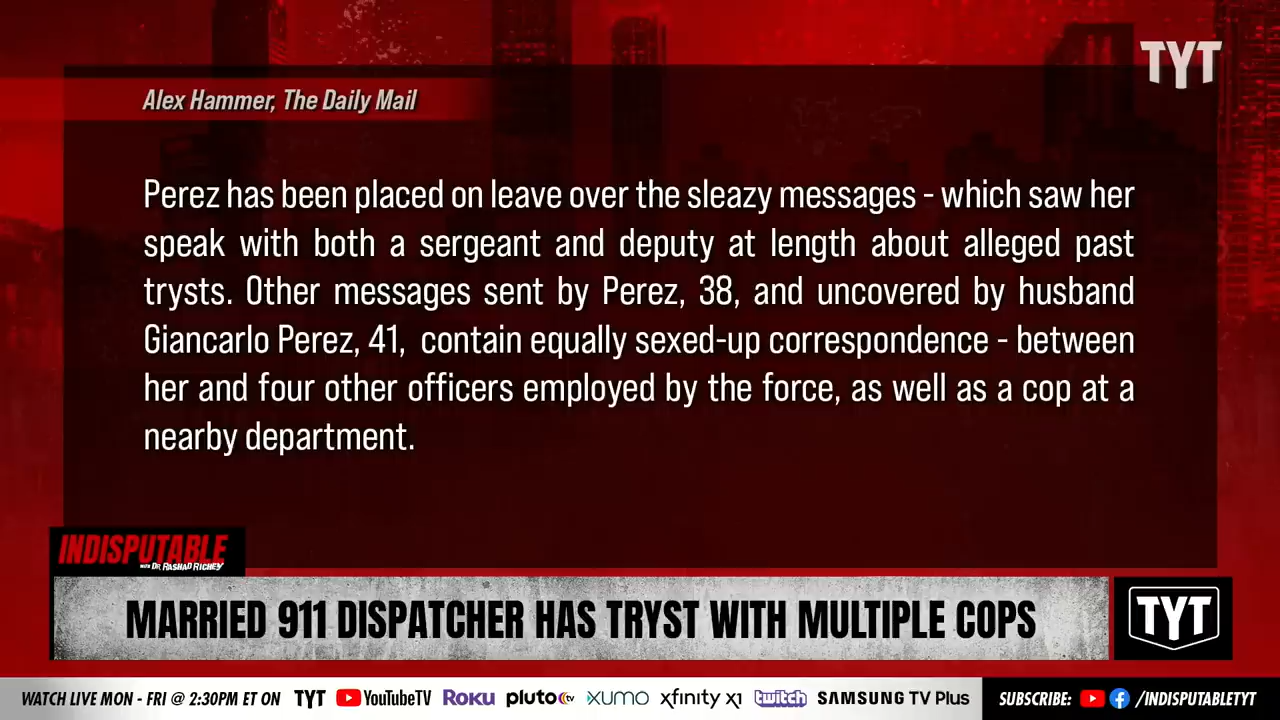 TYT
Alex Hammer, The Daily Mail
Perez has been placed on leave over the sleazy messages - which saw her
speak with both a sergeant and deputy at length about alleged past
trysts. Other messages sent by Perez, 38, and uncovered by husband
Giancarlo Perez, 41, contain equally sexed-up correspondence - between
her and four other officers employed by the force, as well as a cop at a
nearby department.
INDISPUTABLE
WITH DR. RASHAD RICHEY
MARRIED 911 DISPATCHER HAS TRYST WITH MULTIPLE COPS
TYT
WATCH LIVE MON - FRI @ 2:30PM ET ON TYT YouTubeTV ROKU pluto tv XUMO xfinity x1 twitch SAMSUNG TV Plus SUBSCRIBE: /INDISPUTABLETYT